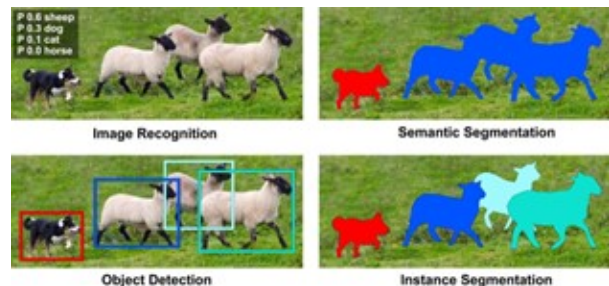 P 0.6 sheep
P 0.3 dog
P 0.1 cat
P 0.0 horse
Image Recognition
Semantic Segmentation
Object Detection
Instance Segmentation